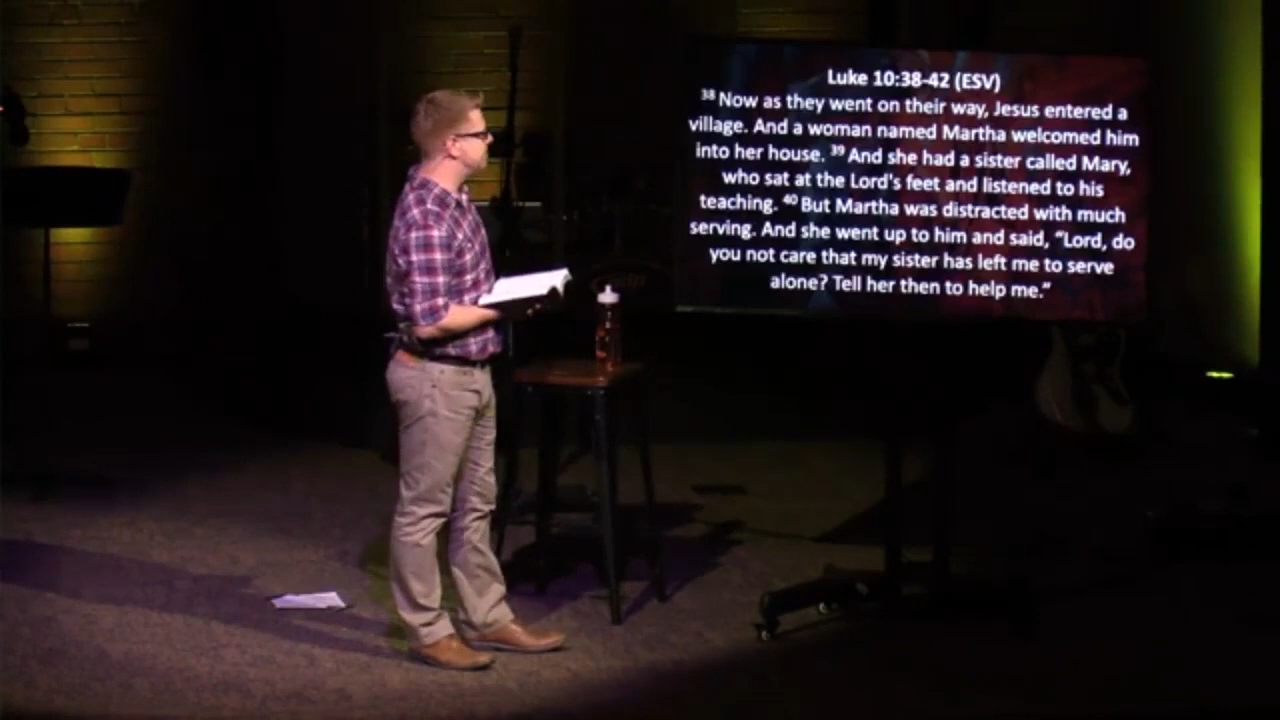 Luke 10:38-42 (ESV)
38 Now as they went on their way, Jesus entered a
village. And a woman named Martha welcomed him
into her house. 39 And she had a sister called Mary,
who sat at the Lord's feet and listened to his
teaching. 40 But Martha was distracted with much
serving. And she went up to him and said, “Lord, do
you not care that my sister has left me to serve
alone? Tell her then to help me.”